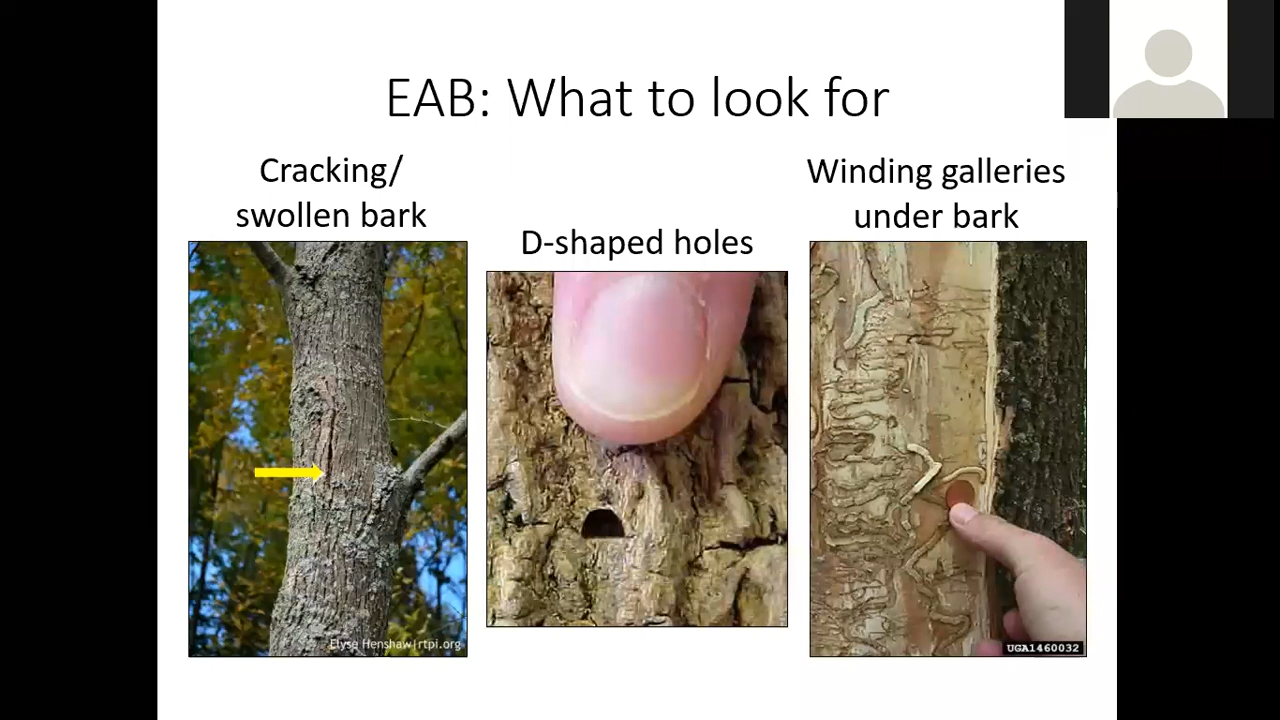 EAB: What to look for
Cracking/
swollen bark
D-shaped holes
Winding galleries
under bark
Elyse Henshaw|rtpi.org
UGA1460032